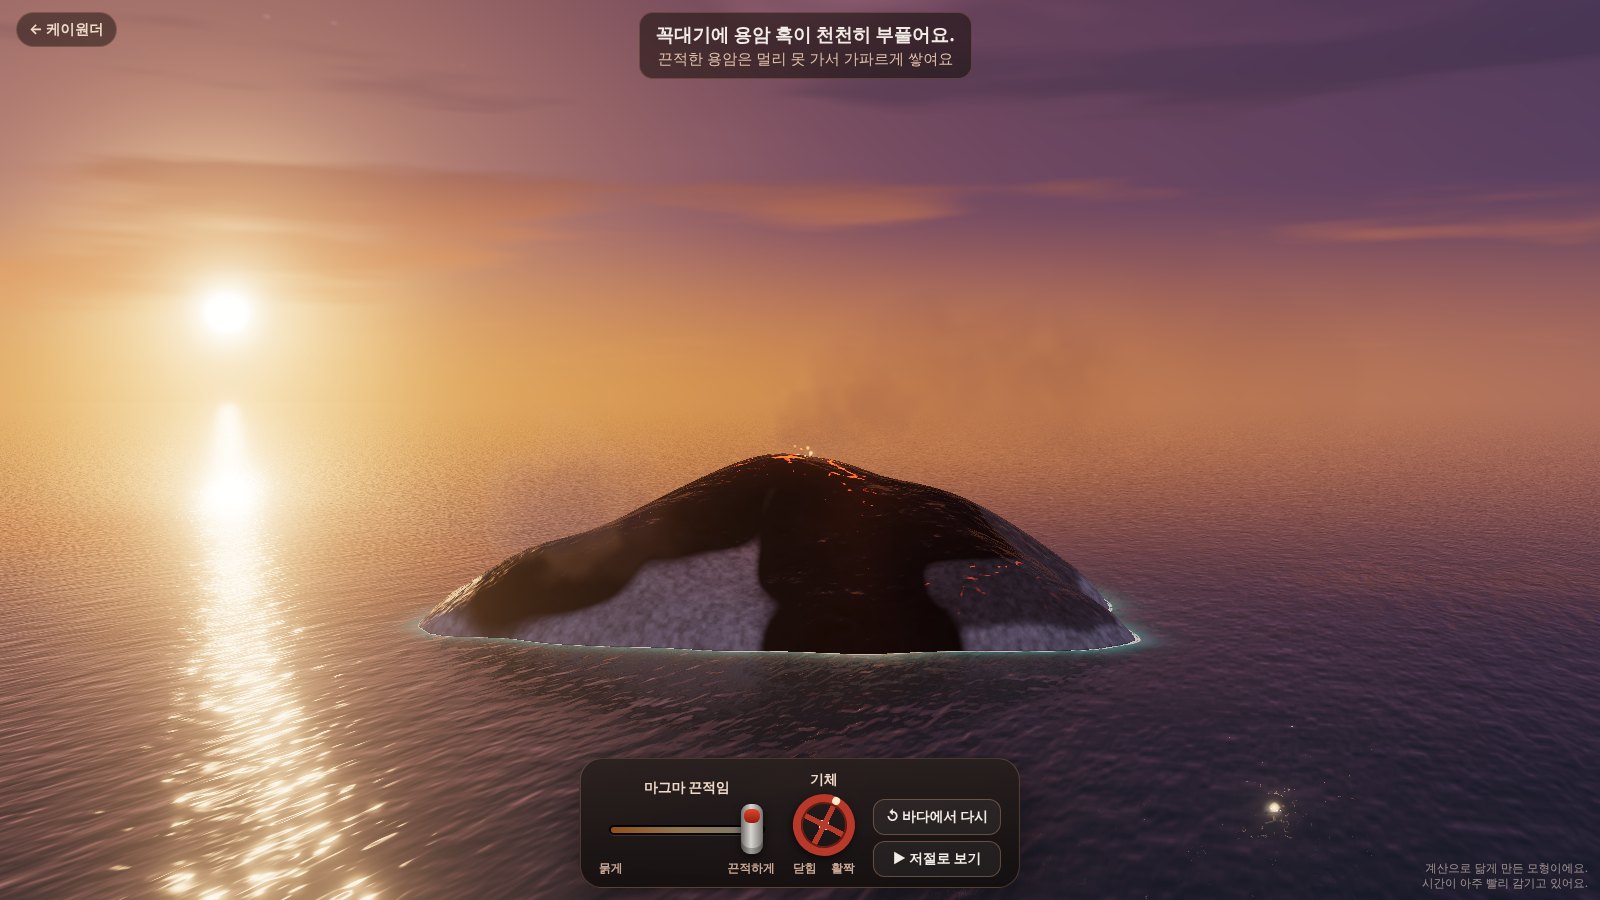 ← 케이원더
꼭대기에 용암 혹이 천천히 부풀어요.
끈적한 용암은 멀리 못 가서 가파르게 쌓여요
마그마 끈적임
기체
묽게
끈적하게
닫힘
활짝
바다에서 다시
▶ 저절로 보기
계산으로 닮게 만든 모형이에요.
시간이 아주 빨리 감기고 있어요.